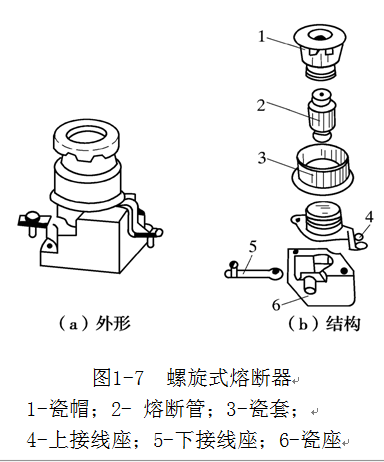 1
2
3
4
5
6
(a)外形
(b)结构
图1-7 螺旋式熔断器
1-瓷帽；2- 熔断管；3-瓷套；
4-上接线座；5-下接线座；6-瓷座